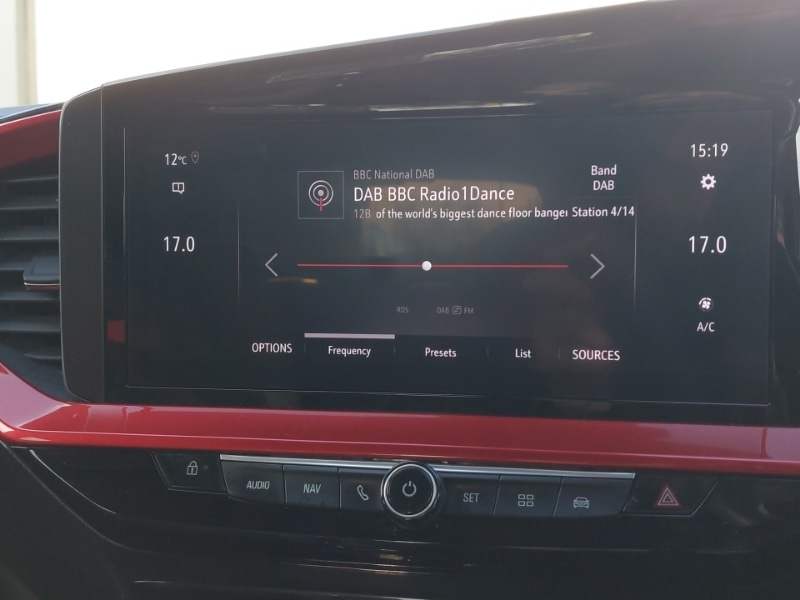 12°C
15:19
BBC National DAB
Band
DAB BBC Radio1Dance
DAB
12B of the world's biggest dance floor banger Station 4/14
17.0
17.0
RDS DAB FM
A/C
OPTIONS Frequency Presets List SOURCES
AUDIO NAV SET